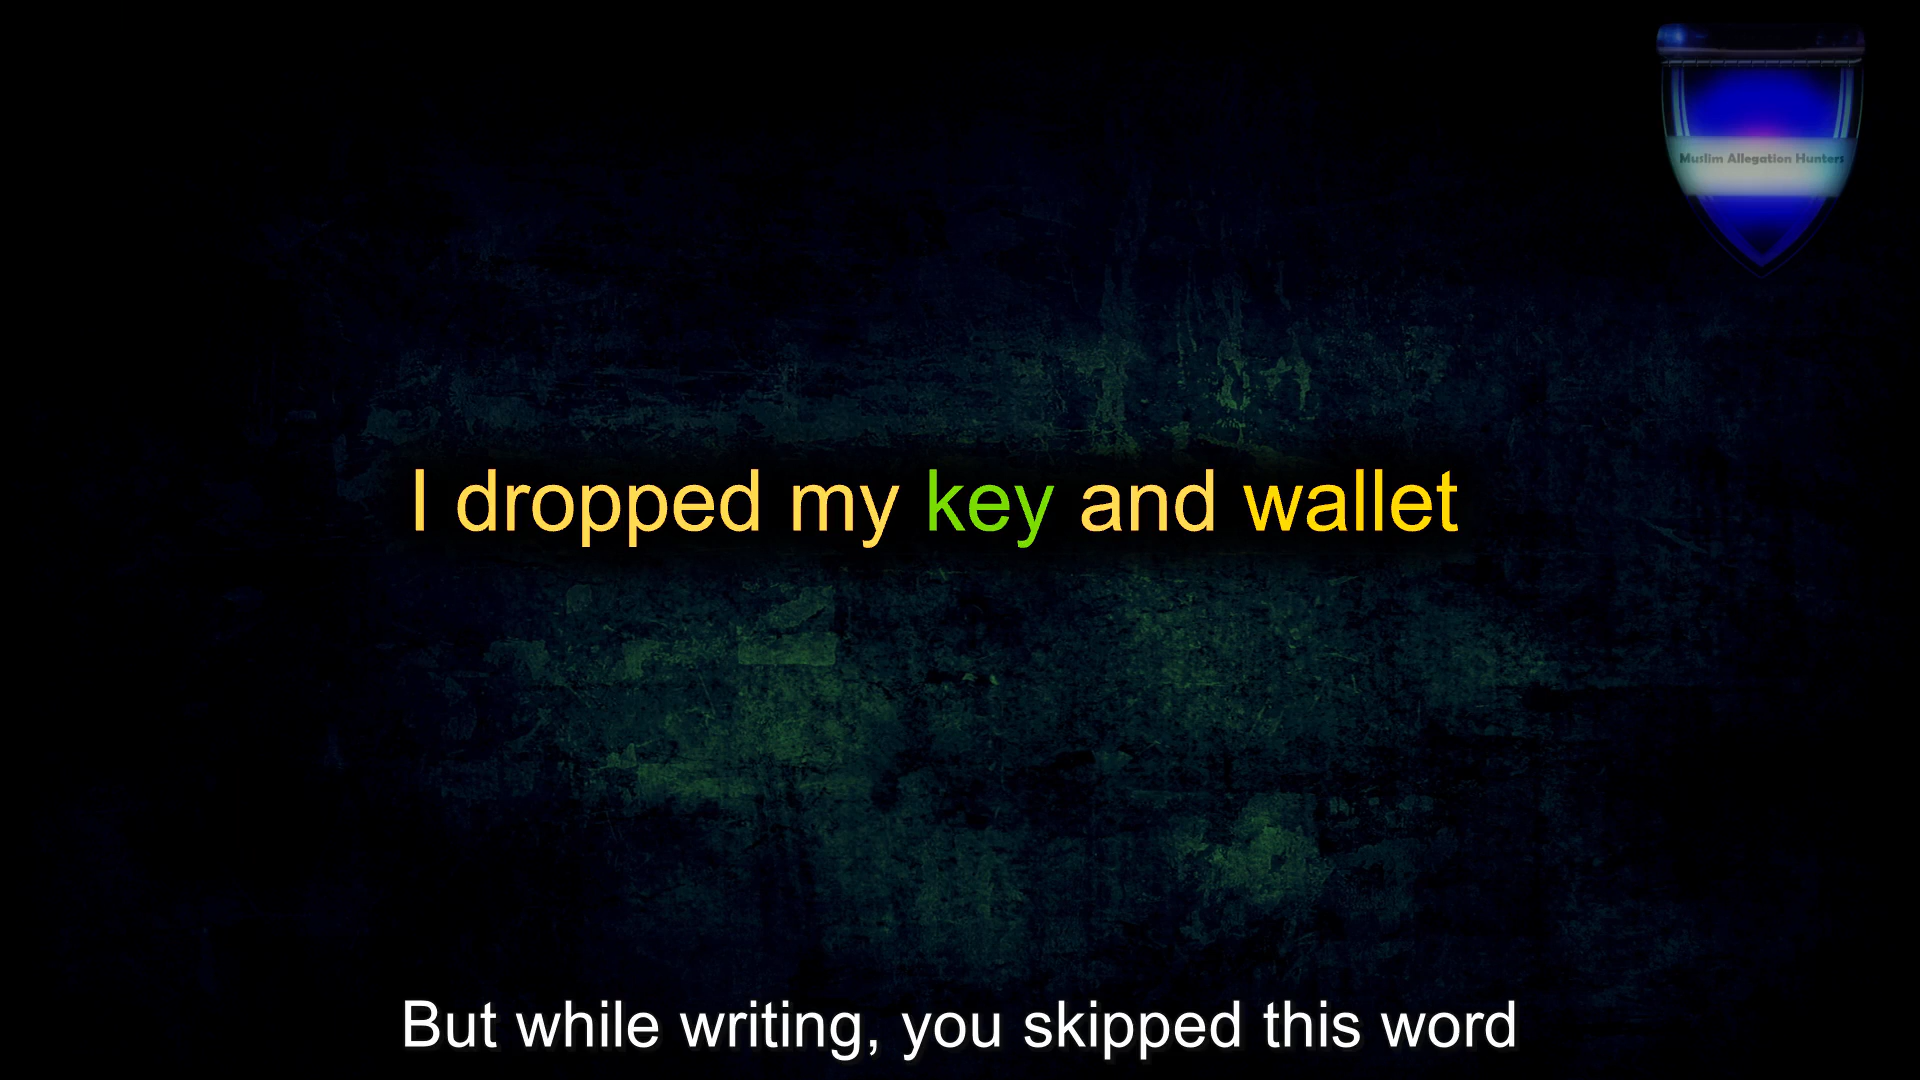 Muslim Allegation Hunters
I dropped my key and wallet
But while writing, you skipped this word